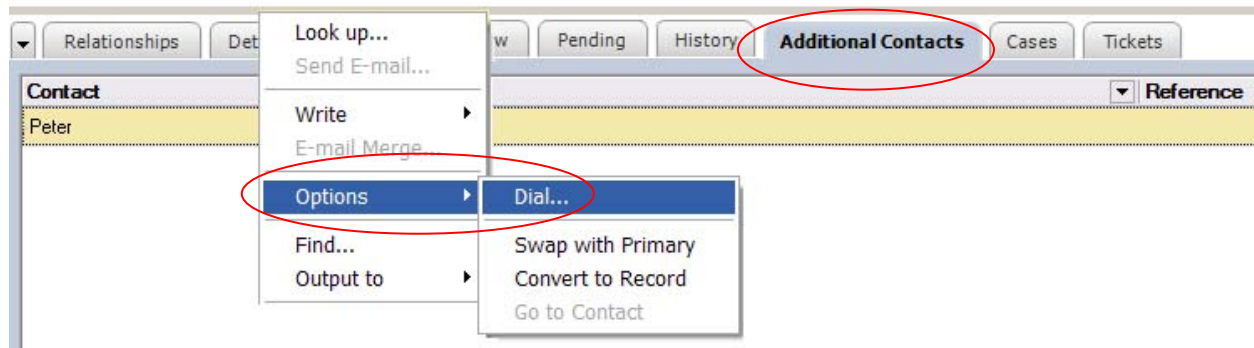 Relationships Det w Pending History Additional Contacts Cases Tickets
Contact Reference
Peter
Look up...
Send E-mail...
Write
E-mail Merge...
Options
Find...
Output to
Dial...
Swap with Primary
Convert to Record
Go to Contact